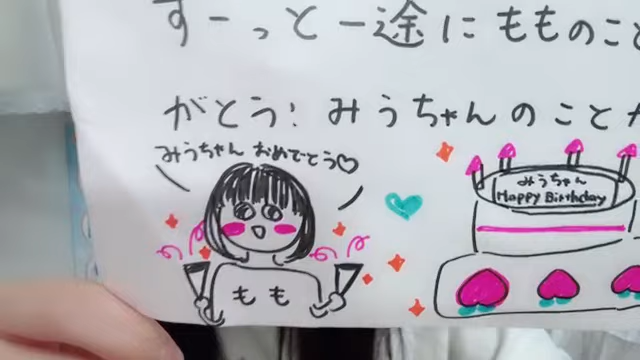 ずーっと一途にもものこと
がとう! みうちゃんのことが
みうちゃん おめでとう♡
みうちゃん
Happy Birthday
もも